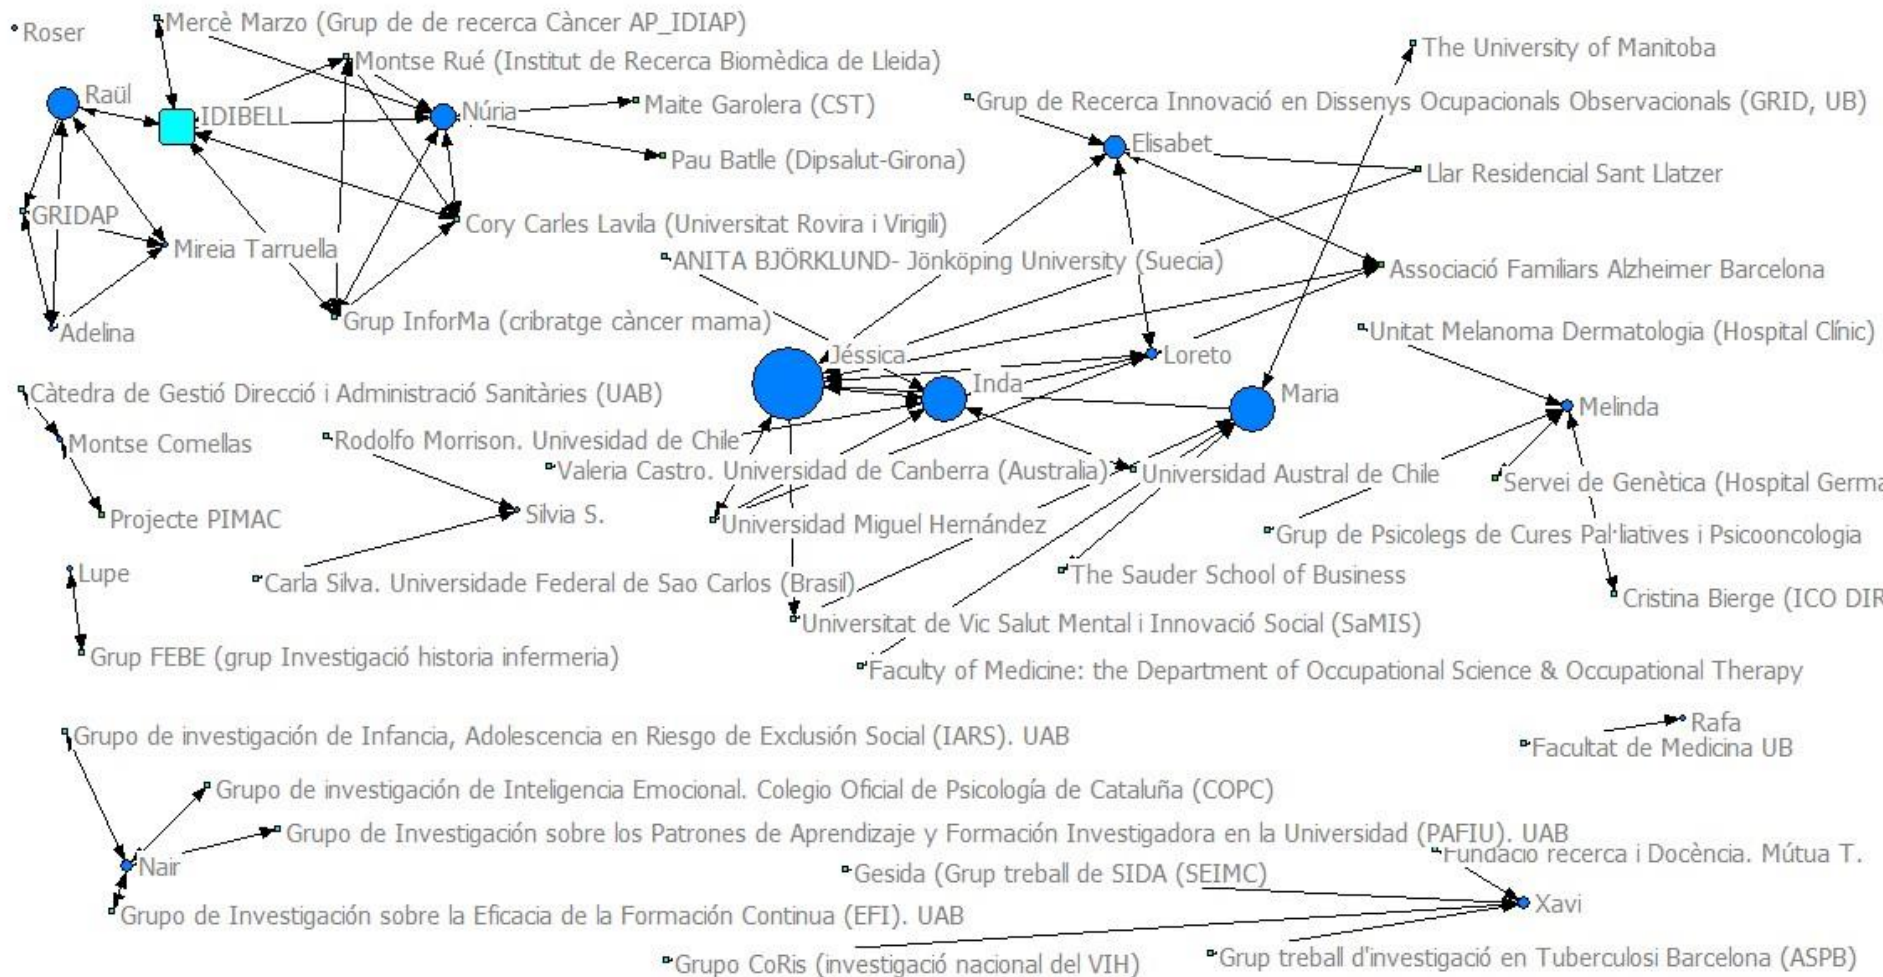 Roser
Mercè Marzo (Grup de de recerca Càncer AP_IDIAP)
Montse Rué (Institut de Recerca Biomèdica de Lleida)
The University of Manitoba
Raül
IDIBELL
Núria
Maite Garolera (CST)
Grup de Recerca Innovació en Dissenys Ocupacionals Observacionals (GRID, UB)
Elisabet
Pau Batlle (Dipsalut-Girona)
Llar Residencial Sant Llatzer
GRIDAP
Mireia Tarruella
Cory Carles Lavila (Universitat Rovira i Virigili)
ANITA BJÖRKLUND- Jönköping University (Suecia)
Associació Familiars Alzheimer Barcelona
Adelina
Grup InforMa (cribratge càncer mama)
Unitat Melanoma Dermatologia (Hospital Clínic)
Jéssica
Loreto
Inda
Maria
Melinda
Càtedra de Gestió Direcció i Administració Sanitàries (UAB)
Montse Comellas
Rodolfo Morrison. Univesidad de Chile
Valeria Castro. Universidad de Canberra (Australia)
Universidad Austral de Chile
Servei de Genètica (Hospital Germa
Projecte PIMAC
Silvia S.
Universidad Miguel Hernández
Grup de Psicolegs de Cures Pal·liatives i Psicooncologia
Lupe
Carla Silva. Universidade Federal de Sao Carlos (Brasil)
The Sauder School of Business
Cristina Bierge (ICO DIR
Universitat de Vic Salut Mental i Innovació Social (SaMIS)
Grup FEBE (grup Investigació historia infermeria)
Faculty of Medicine: the Department of Occupational Science & Occupational Therapy
Rafa
Facultat de Medicina UB
Grupo de investigación de Infancia, Adolescencia en Riesgo de Exclusión Social (IARS). UAB
Grupo de investigación de Inteligencia Emocional. Colegio Oficial de Psicología de Cataluña (COPC)
Grupo de Investigación sobre los Patrones de Aprendizaje y Formación Investigadora en la Universidad (PAFIU). UAB
Fundació recerca i Docència. Mútua T.
Nair
Gesida (Grup treball de SIDA (SEIMC)
Xavi
Grupo de Investigación sobre la Eficacia de la Formación Continua (EFI). UAB
Grupo CoRis (investigació nacional del VIH)
Grup treball d'investigació en Tuberculosi Barcelona (ASPB)